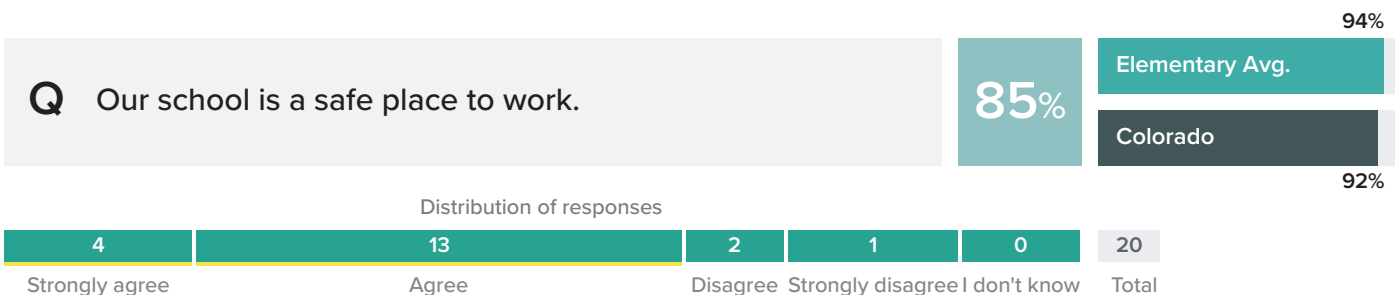 94%
Q Our school is a safe place to work.
85%
Elementary Avg.
Colorado
92%
Distribution of responses
4 13 2 1 0 20
Strongly agree Agree Disagree Strongly disagree I don't know Total